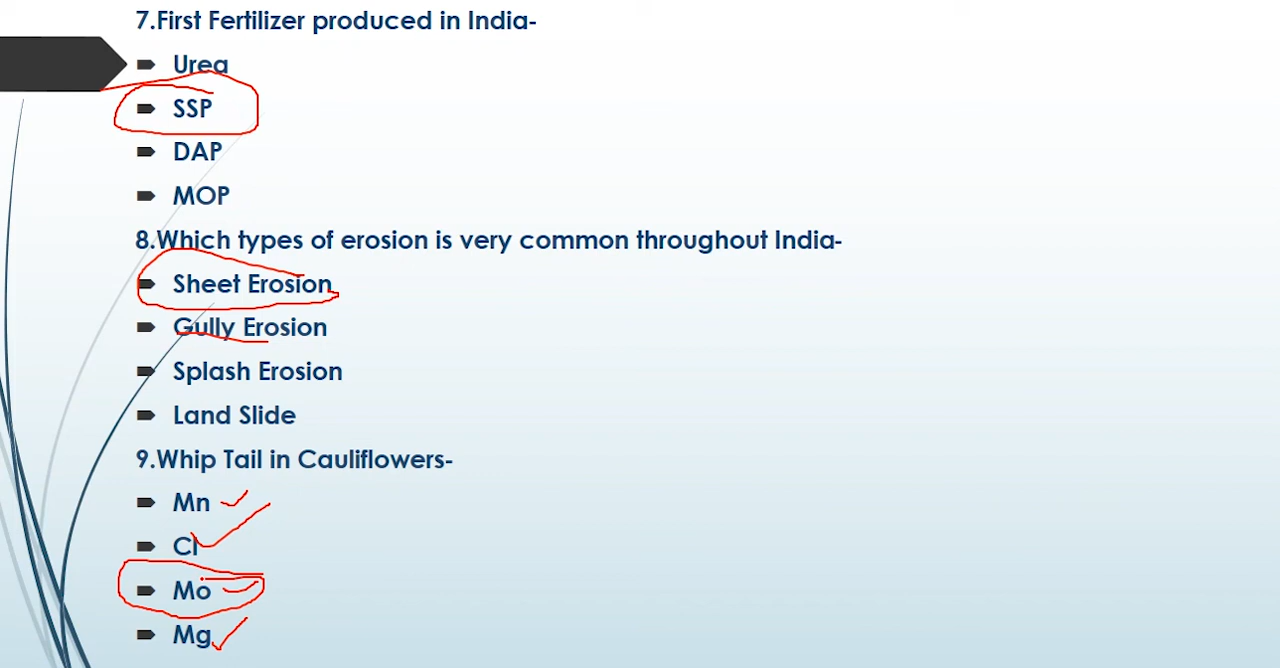 7.First Fertilizer produced in India-
Urea
SSP
DAP
MOP
8.Which types of erosion is very common throughout India-
Sheet Erosion
Gully Erosion
Splash Erosion
Land Slide
9.Whip Tail in Cauliflowers-
Mn
Cl
Mo
Mg